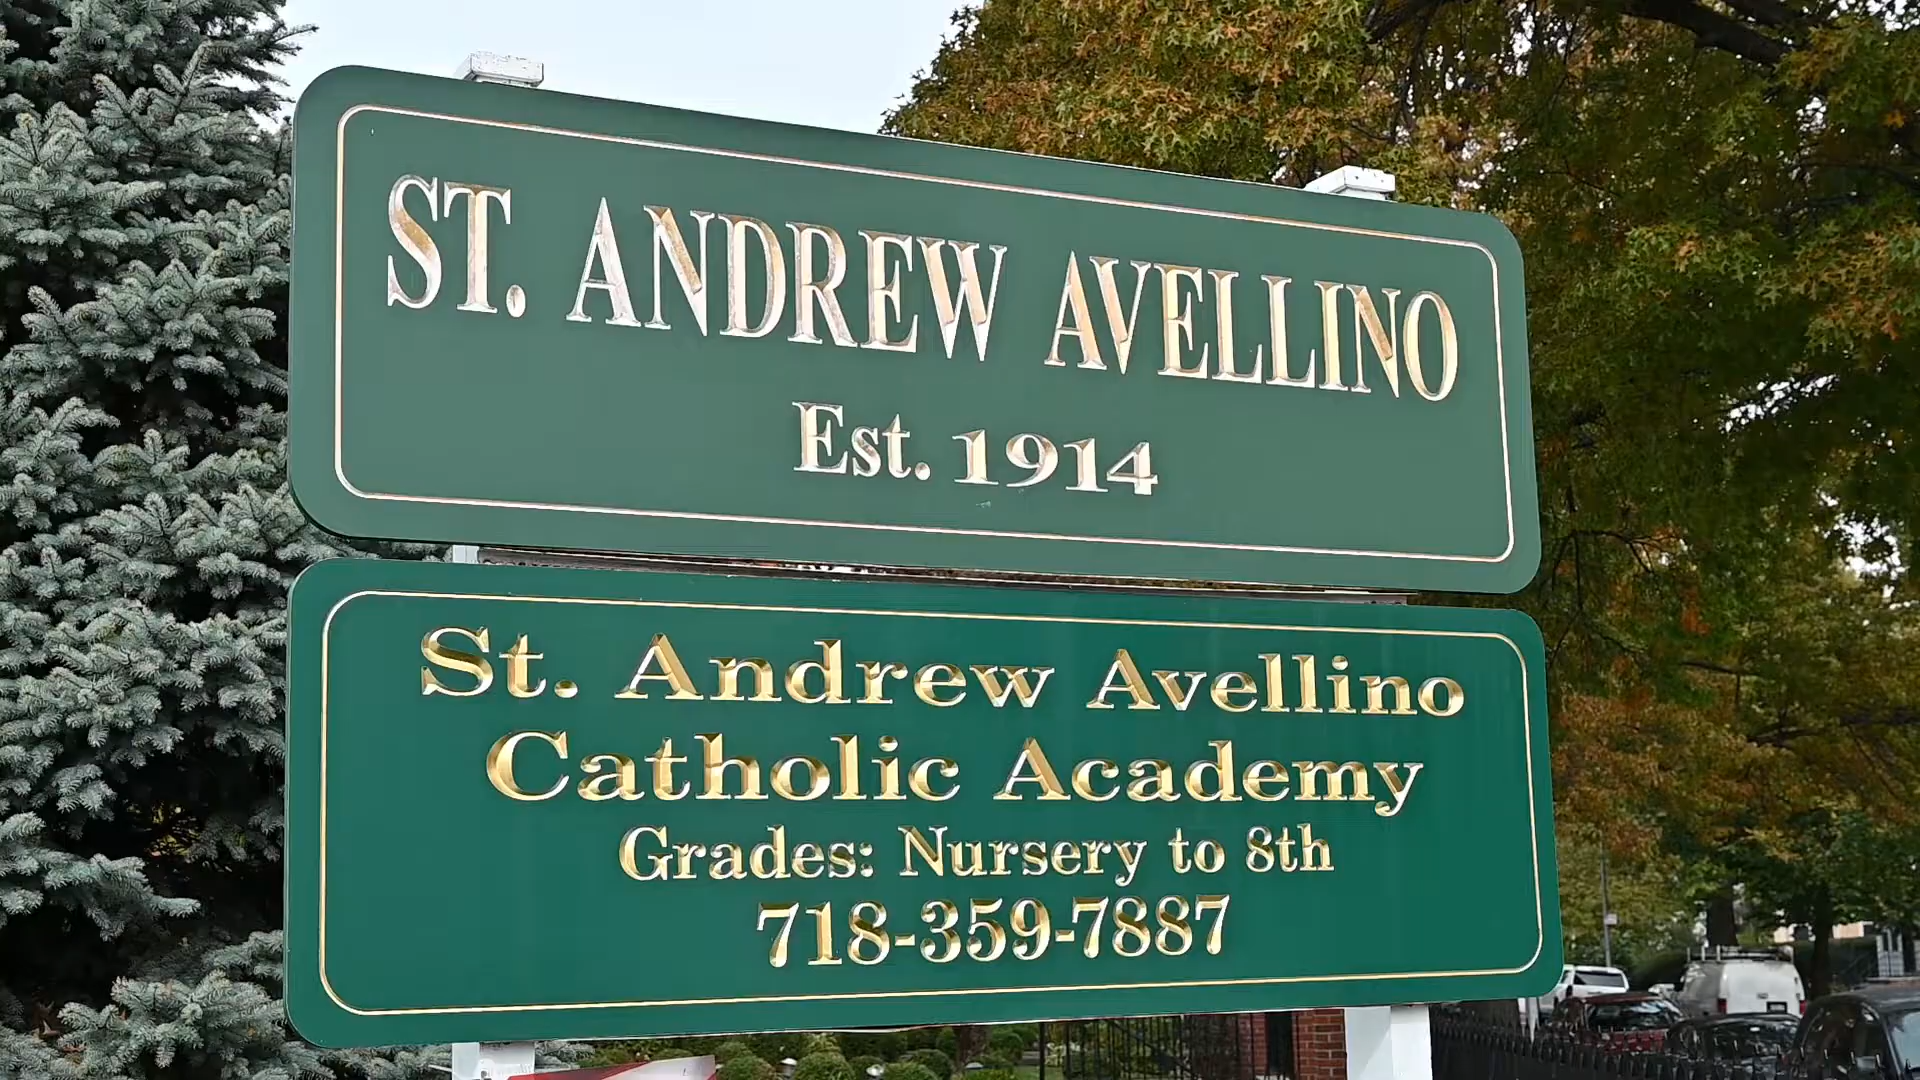 ST. ANDREW AVELLINO
Est. 1914
St. Andrew Avellino
Catholic Academy
Grades: Nursery to 8th
718-359-7887